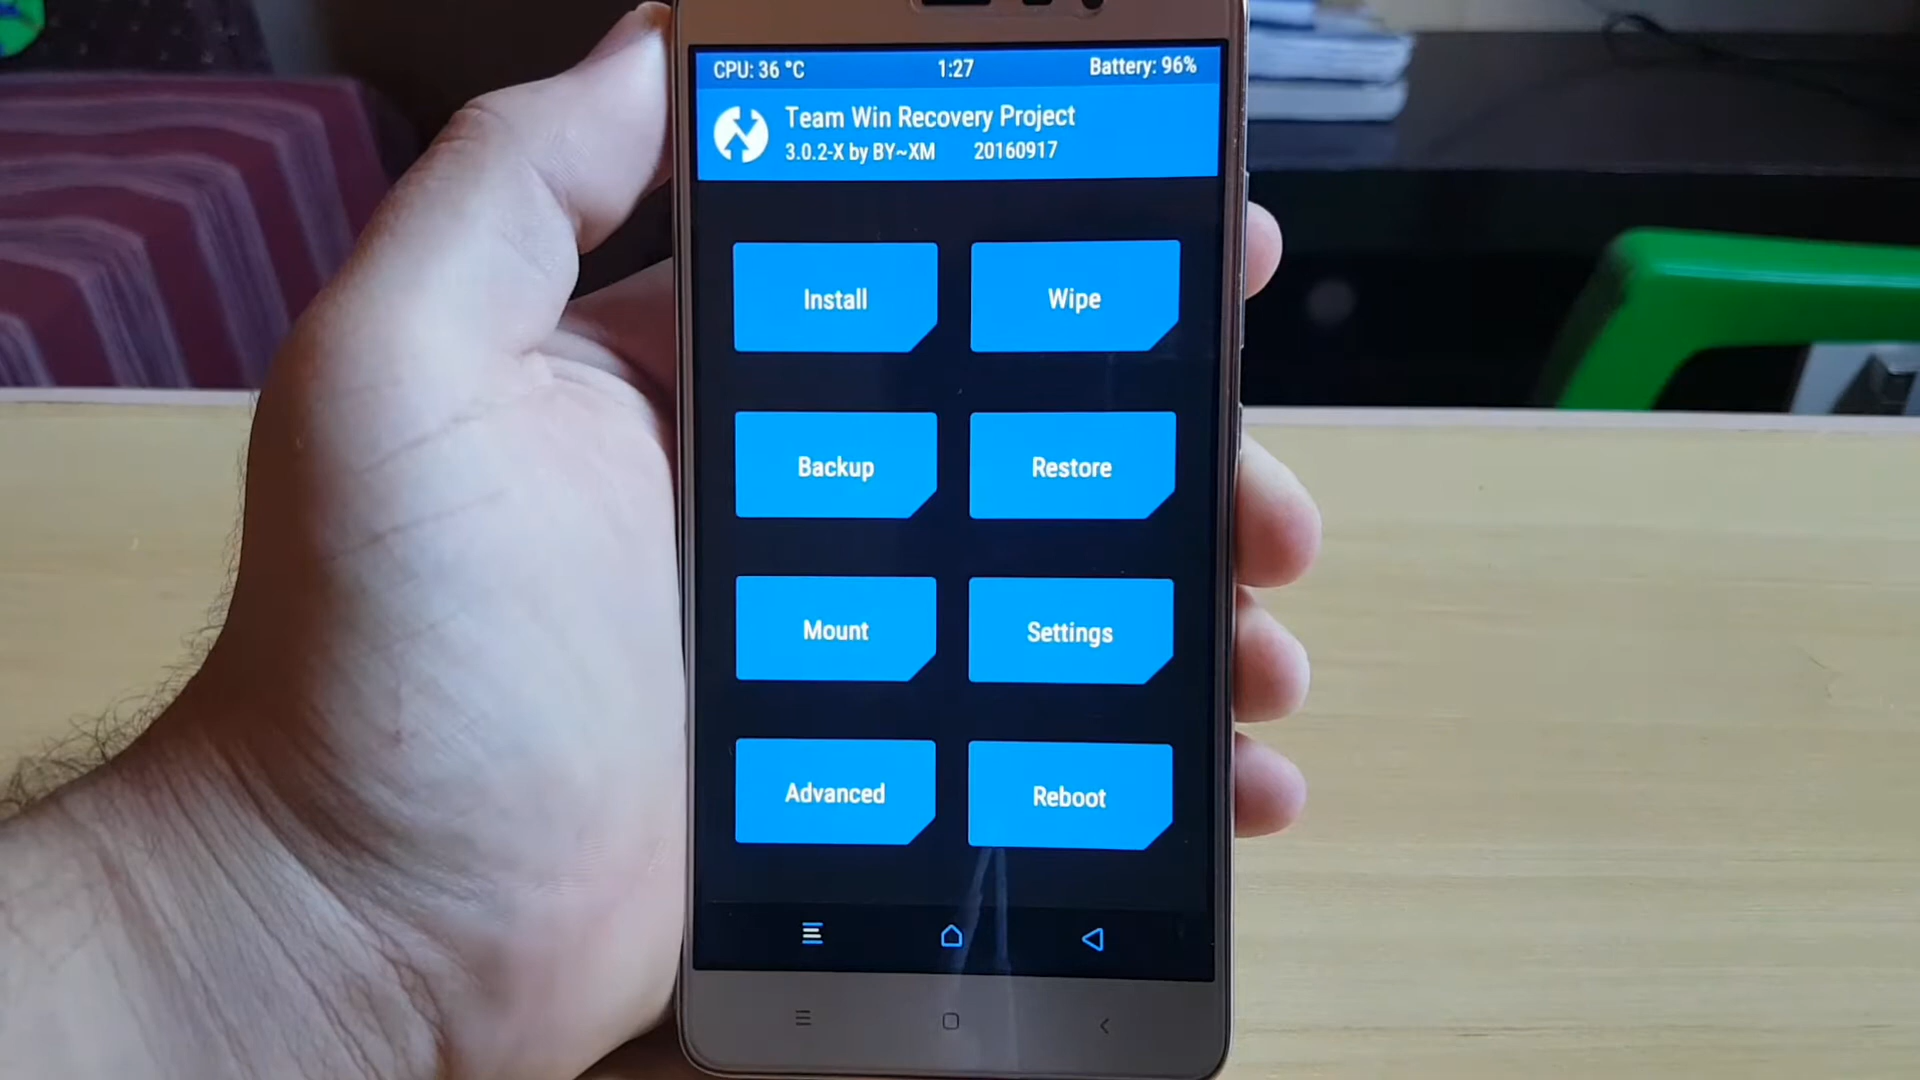 CPU: 36 °C 1:27 Battery: 96%
Team Win Recovery Project
3.0.2-X by BY~XM 20160917
Install Wipe
Backup Restore
Mount Settings
Advanced Reboot